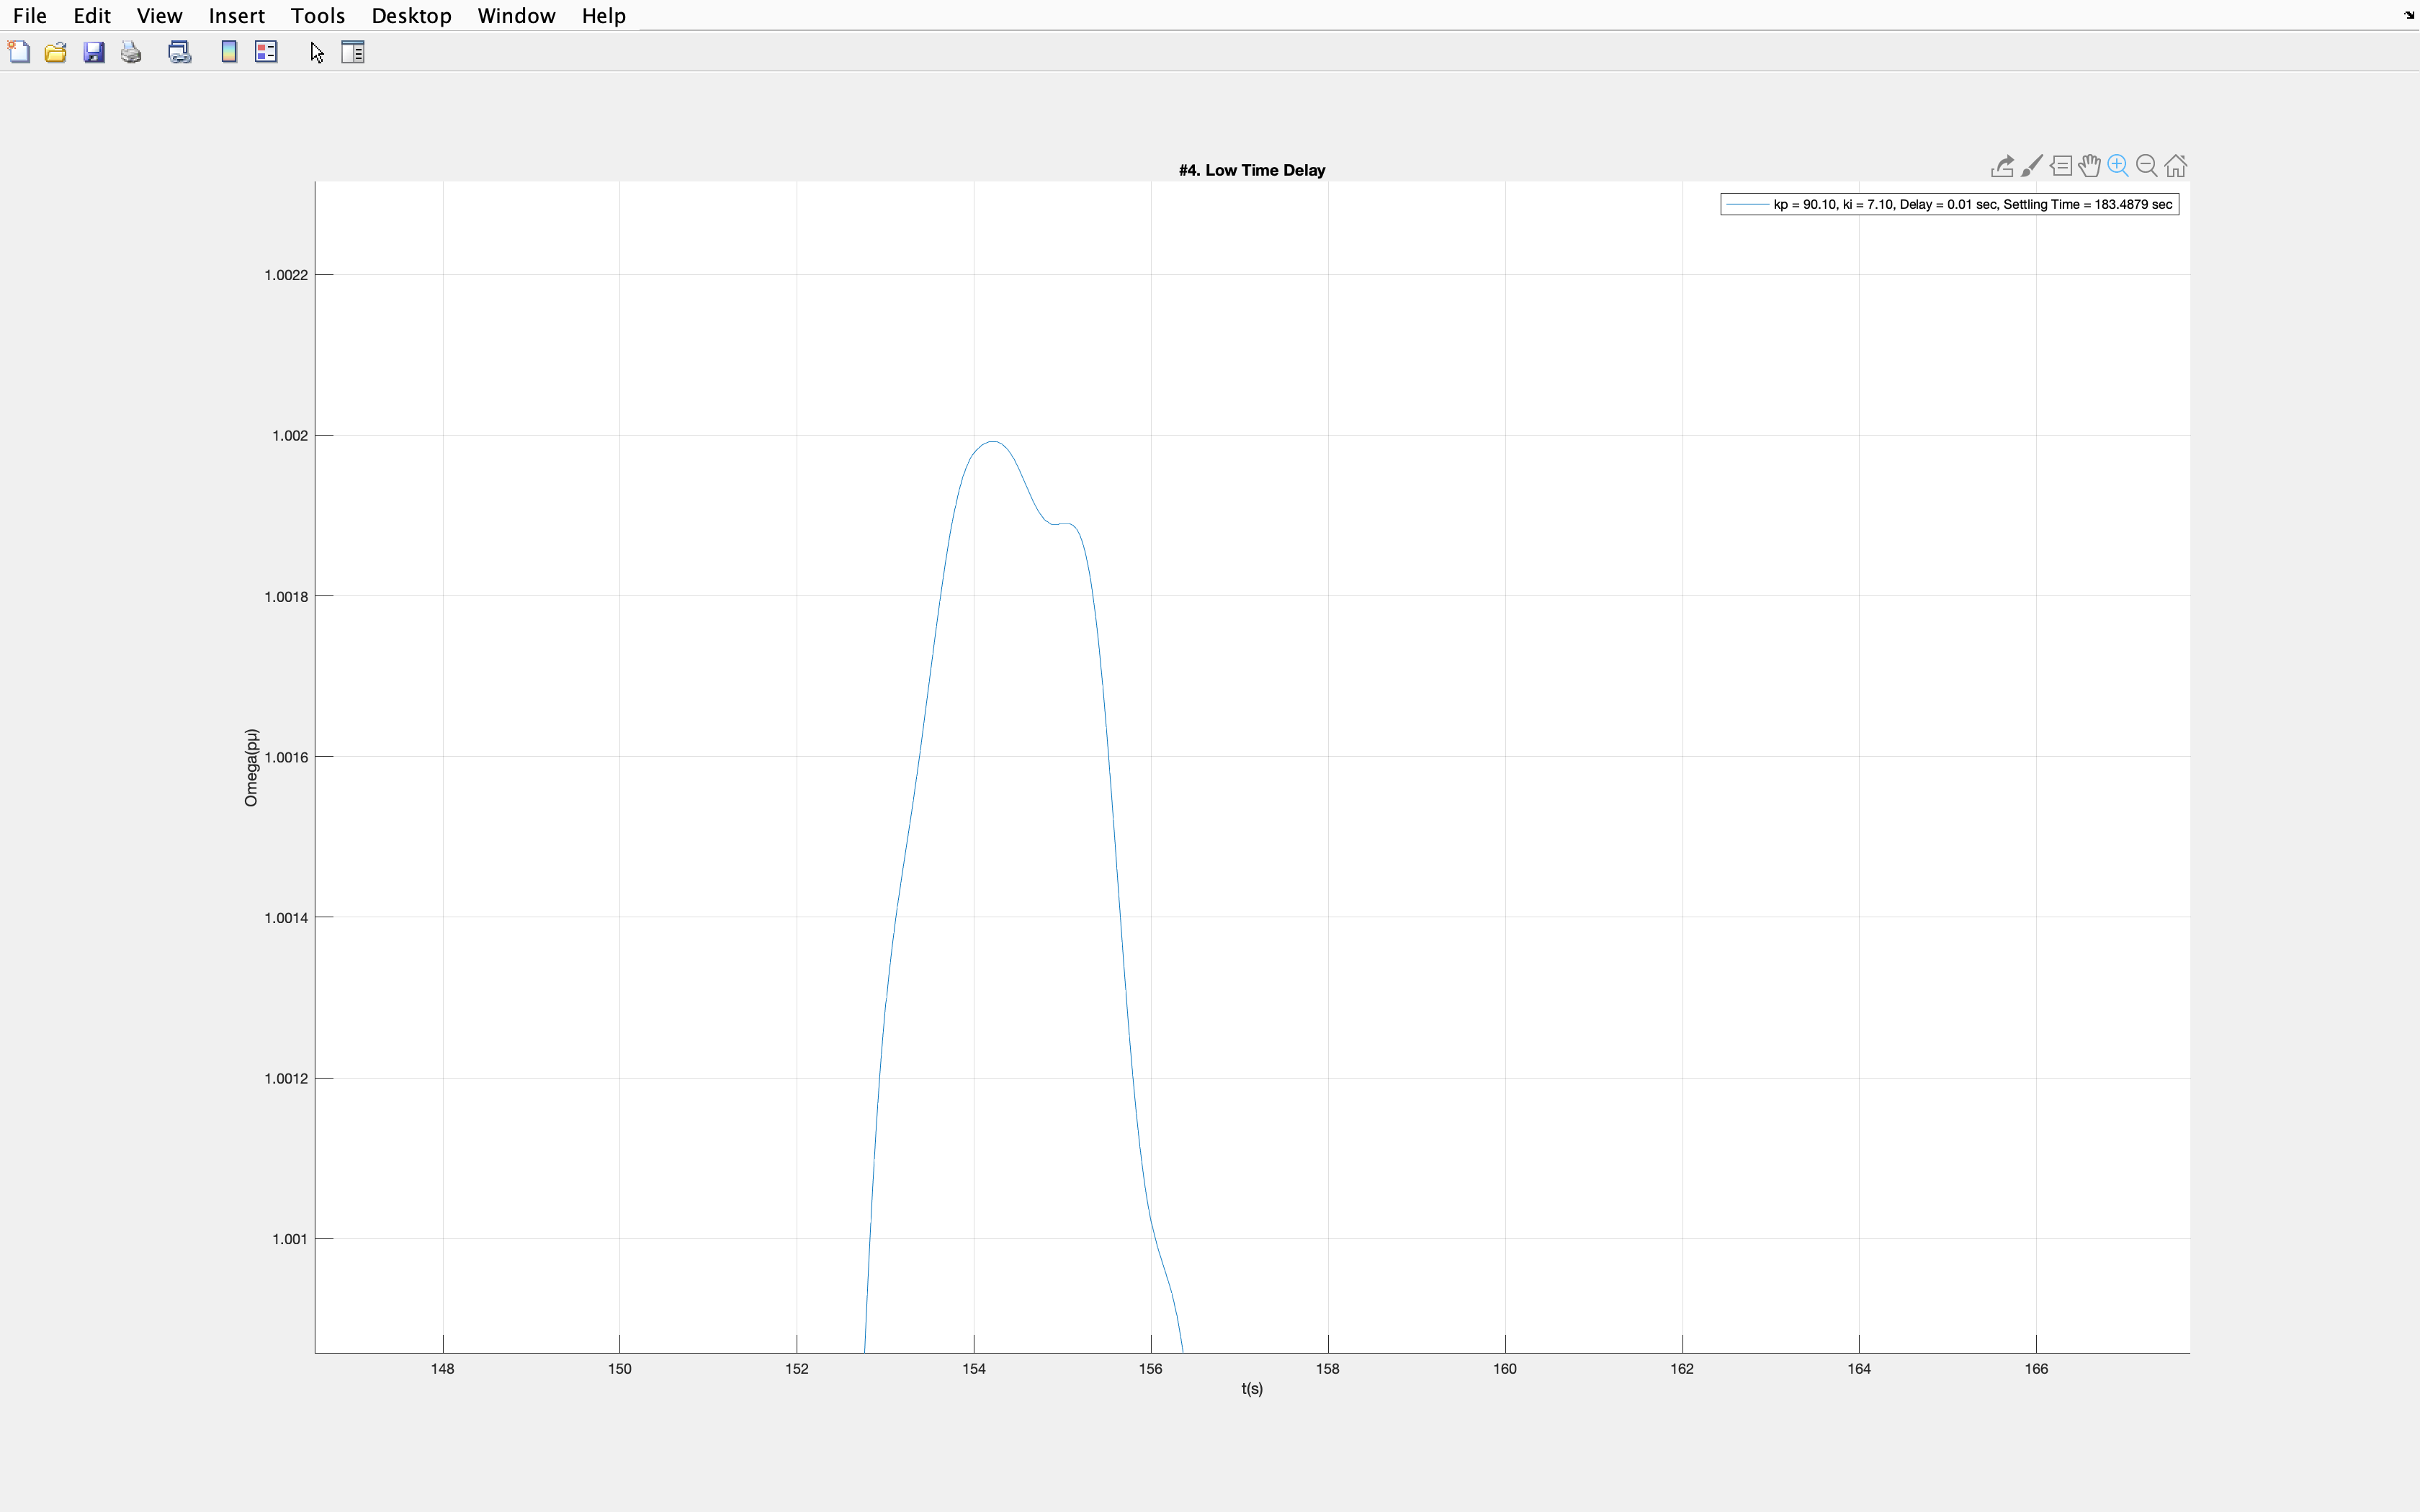 File Edit View Insert Tools Desktop Window Help
#4. Low Time Delay
kp = 90.10, ki = 7.10, Delay = 0.01 sec, Settling Time = 183.4879 sec
1.0022
1.002
1.0018
1.0016
1.0014
1.0012
1.001
Omega(pμ)
148 150 152 154 156 158 160 162 164 166
t(s)